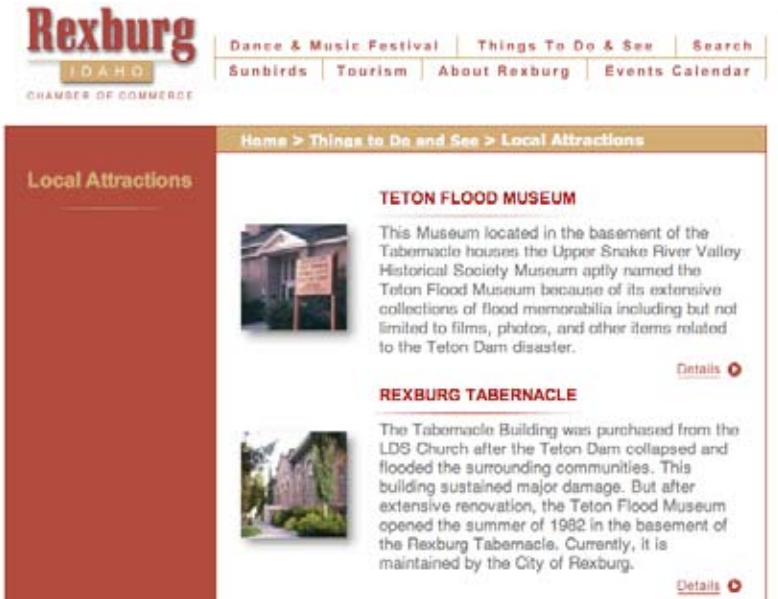 Rexburg
IDAHO
CHAMBER OF COMMERCE
Dance & Music Festival Things To Do & See Search
Sunbirds Tourism About Rexburg Events Calendar
Home > Things to Do and See > Local Attractions
Local Attractions
TETON FLOOD MUSEUM
This Museum located in the basement of the
Tabernacle houses the Upper Snake River Valley
Historical Society Museum aptly named the
Teton Flood Museum because of its extensive
collections of flood memorabilia including but not
limited to films, photos, and other items related
to the Teton Dam disaster.
Details
REXBURG TABERNACLE
The Tabernacle Building was purchased from the
LDS Church after the Teton Dam collapsed and
flooded the surrounding communities. This
building sustained major damage. But after
extensive renovation, the Teton Flood Museum
opened the summer of 1982 in the basement of
the Rexburg Tabernacle. Currently, it is
maintained by the City of Rexburg.
Details